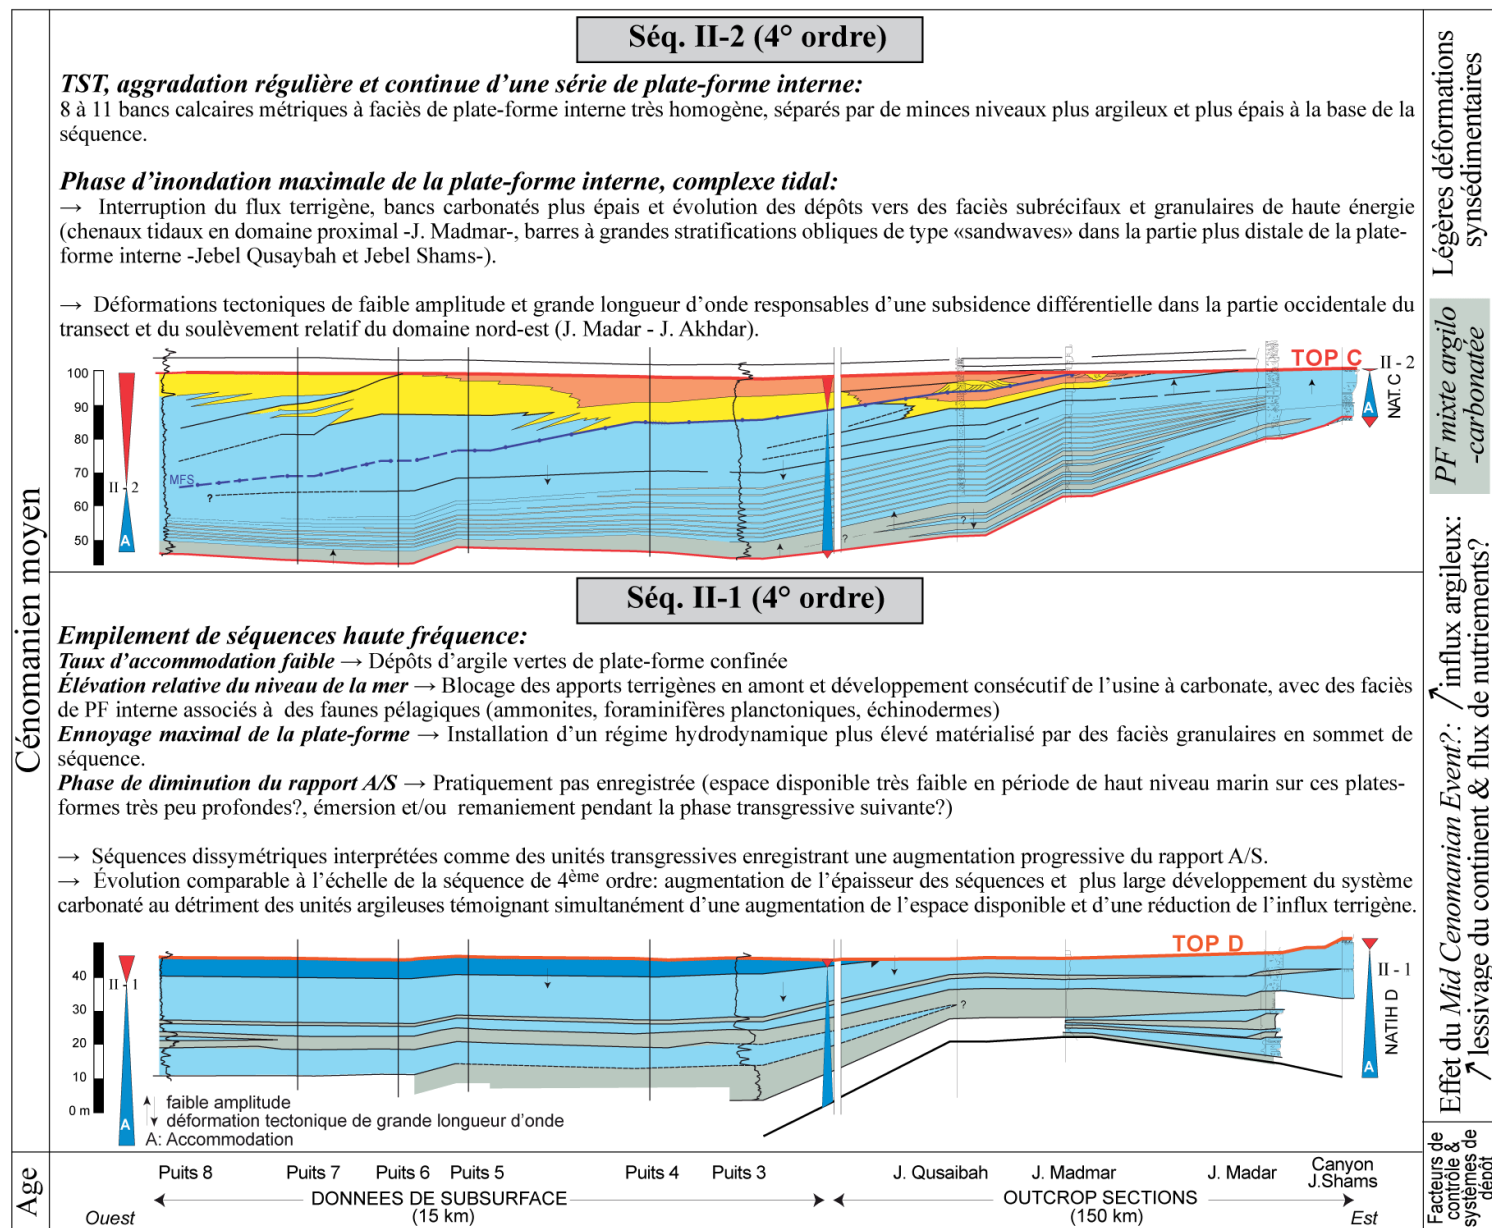 Séq. II-2 (4° ordre)
TST, aggradation régulière et continue d'une série de plate-forme interne:
8 à 11 bancs calcaires métriques à faciès de plate-forme interne très homogène, séparés par de minces niveaux plus argileux et plus épais à la base de la
séquence.
Phase d'inondation maximale de la plate-forme interne, complexe tidal:
→ Interruption du flux terrigène, bancs carbonatés plus épais et évolution des dépôts vers des faciès subrécifaux et granulaires de haute énergie
(chenaux tidaux en domaine proximal -J. Madmar-, barres à grandes stratifications obliques de type «sandwaves» dans la partie plus distale de la plate-
forme interne -Jebel Qusaybah et Jebel Shams-).
→ Déformations tectoniques de faible amplitude et grande longueur d'onde responsables d'une subsidence différentielle dans la partie occidentale du
transect et du soulèvement relatif du domaine nord-est (J. Madar - J. Akhdar).
TOP C
II - 2
100
90
80
70
60
50
II - 2
A
MFS
?
?
?
A
NAT. C
Séq. II-1 (4° ordre)
Empilement de séquences haute fréquence:
Taux d'accommodation faible → Dépôts d'argile vertes de plate-forme confinée
Élévation relative du niveau de la mer → Blocage des apports terrigènes en amont et développement consécutif de l'usine à carbonate, avec des faciès
de PF interne associés à des faunes pélagiques (ammonites, foraminifères planctoniques, échinodermes)
Ennoyage maximal de la plate-forme → Installation d'un régime hydrodynamique plus élevé matérialisé par des faciès granulaires en sommet de
séquence.
Phase de diminution du rapport A/S → Pratiquement pas enregistrée (espace disponible très faible en période de haut niveau marin sur ces plates-
formes très peu profondes?, émersion et/ou remaniement pendant la phase transgressive suivante?)
→ Séquences dissymétriques interprétées comme des unités transgressives enregistrant une augmentation progressive du rapport A/S.
→ Évolution comparable à l'échelle de la séquence de 4ème ordre: augmentation de l'épaisseur des séquences et plus large développement du système
carbonaté au détriment des unités argileuses témoignant simultanément d'une augmentation de l'espace disponible et d'une réduction de l'influx terrigène.
TOP D
40
30
20
10
0 m
II - 1
A
?
II - 1
NATIH D
A
faible amplitude
déformation tectonique de grande longueur d'onde
A: Accommodation
Cénomanien moyen
Age
Puits 8
Puits 7
Puits 6
Puits 5
Puits 4
Puits 3
J. Qusaibah
J. Madmar
J. Madar
Canyon
J.Shams
DONNEES DE SUBSURFACE
(15 km)
OUTCROP SECTIONS
(150 km)
Ouest
Est
Légères déformations
synsédimentaires
PF mixte argilo
-carbonatée
Effet du Mid Cenomanian Event?: ↗ influx argileux:
↗ lessivage du continent & flux de nutriements?
Facteurs de
contrôle &
systèmes de
dépôt